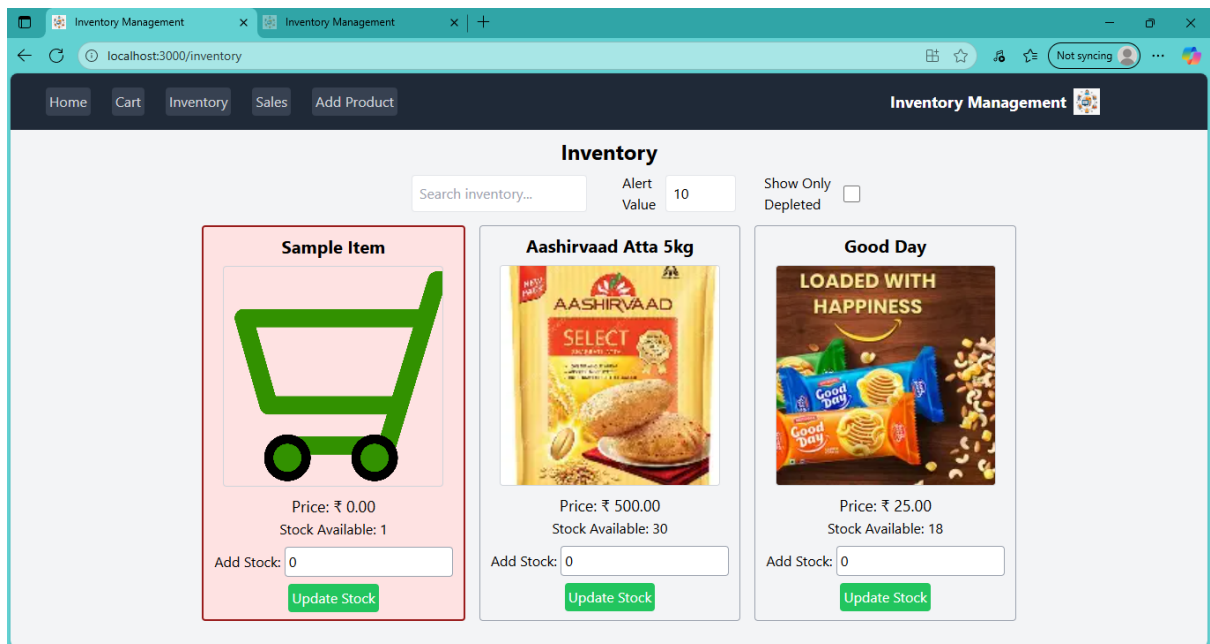 Inventory Management
Inventory Management
localhost:3000/inventory
Not syncing
Home
Cart
Inventory
Sales
Add Product
Inventory Management
Inventory
Search inventory...
Alert
Value
10
Show Only
Depleted
Sample Item
Price: ₹ 0.00
Stock Available: 1
Add Stock: 0
Update Stock
Aashirvaad Atta 5kg
AASHIRVAAD
SELECT
Price: ₹ 500.00
Stock Available: 30
Add Stock: 0
Update Stock
Good Day
LOADED WITH
HAPPINESS
Good
Day
Good
Day
Price: ₹ 25.00
Stock Available: 18
Add Stock: 0
Update Stock